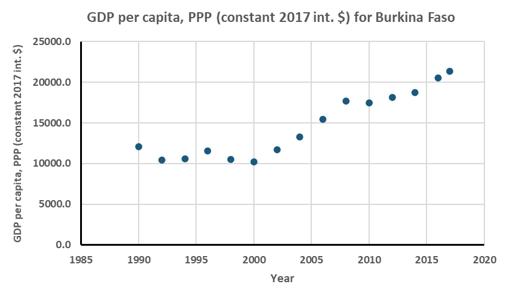 GDP per capita, PPP (constant 2017 int. $) for Burkina Faso
GDP per capita, PPP (constant 2017 int. $)
25000.0
20000.0
15000.0
10000.0
5000.0
0.0
1985 1990 1995 2000 2005 2010 2015 2020
Year